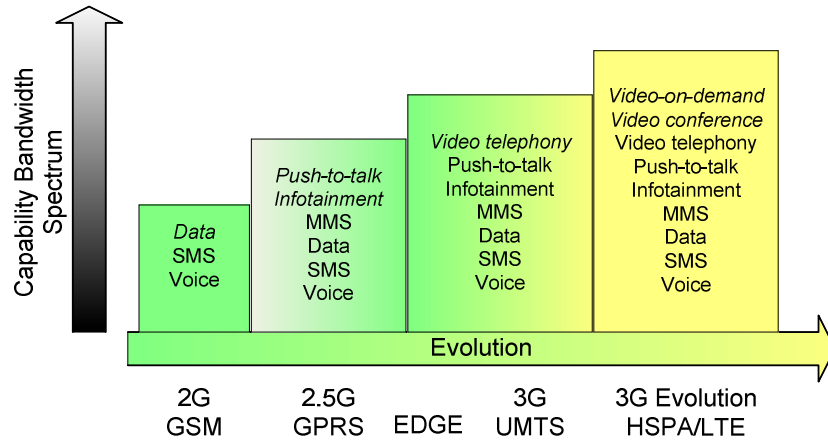 Capability Bandwidth
Spectrum
Data
SMS
Voice
Push-to-talk
Infotainment
MMS
Data
SMS
Voice
Video telephony
Push-to-talk
Infotainment
MMS
Data
SMS
Voice
Video-on-demand
Video conference
Video telephony
Push-to-talk
Infotainment
MMS
Data
SMS
Voice
Evolution
2G
GSM
2.5G
GPRS
EDGE
3G
UMTS
3G Evolution
HSPA/LTE